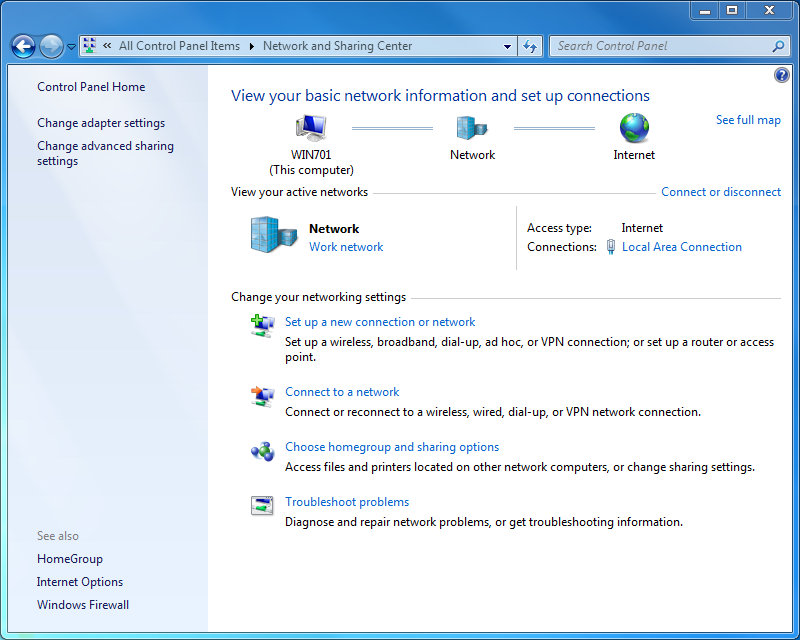 « All Control Panel Items ▸ Network and Sharing Center
Search Control Panel
Control Panel Home
Change adapter settings
Change advanced sharing
settings
View your basic network information and set up connections
See full map
WIN701
(This computer)
Network
Internet
View your active networks
Connect or disconnect
Network
Work network
Access type: Internet
Connections: Local Area Connection
Change your networking settings
Set up a new connection or network
Set up a wireless, broadband, dial-up, ad hoc, or VPN connection; or set up a router or access
point.
Connect to a network
Connect or reconnect to a wireless, wired, dial-up, or VPN network connection.
Choose homegroup and sharing options
Access files and printers located on other network computers, or change sharing settings.
Troubleshoot problems
Diagnose and repair network problems, or get troubleshooting information.
See also
HomeGroup
Internet Options
Windows Firewall